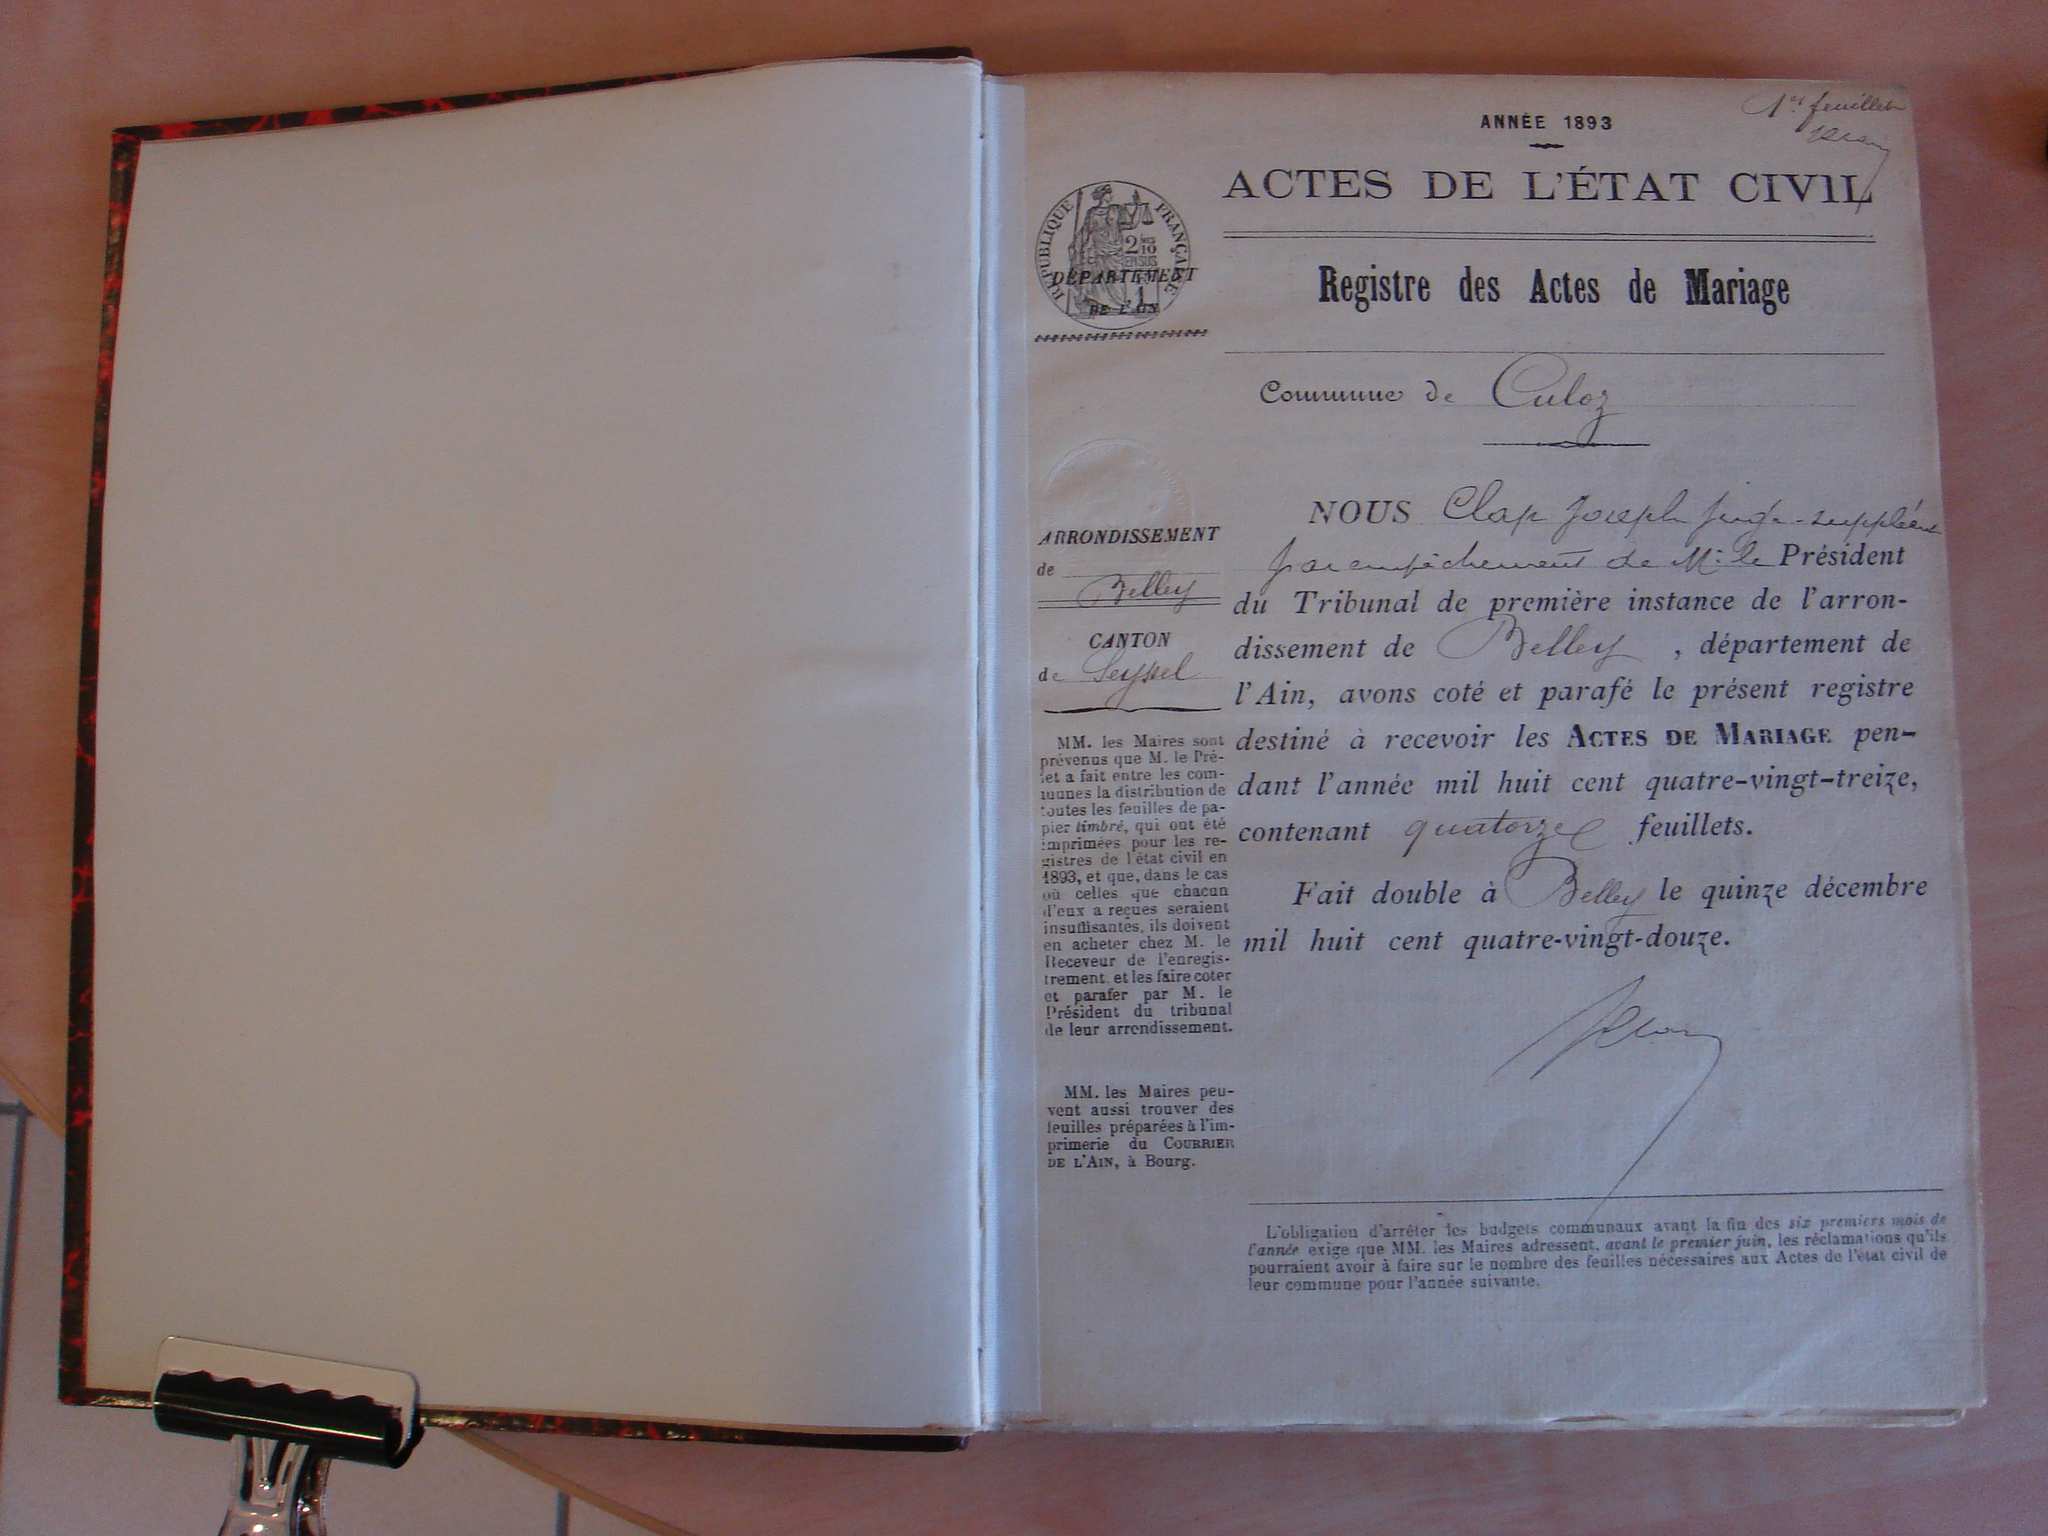 1er feuillet
ANNÉE 1893
ACTES DE L'ÉTAT CIVIL
Registre des Actes de Mariage
RÉPUBLIQUE FRANÇAISE
DÉPARTEMENT
DE L'AIN
Commune de Culoz
ARRONDISSEMENT
de Belley
CANTON
de Seyssel
MM. les Maires sont
prévenus que M. le Pré-
fet a fait entre les com-
munes la distribution de
toutes les feuilles de pa-
pier timbré, qui ont été
imprimées pour les re-
gistres de l'état civil en
1893, et que, dans le cas
où celles que chacun
d'eux a reçues seraient
insuffisantes, ils doivent
en acheter chez M. le
Receveur de l'enregis-
trement et les faire coter
et parafer par M. le
Président du tribunal
de leur arrondissement.
MM. les Maires peu-
vent aussi trouver des
feuilles préparées à l'im-
primerie du COURRIER
DE L'AIN, à Bourg.
NOUS Clap Joseph juge-suppléant
par empêchement de Mr le Président
du Tribunal de première instance de l'arron-
dissement de Belley, département de
l'Ain, avons coté et parafé le présent registre
destiné à recevoir les ACTES DE MARIAGE pen-
dant l'année mil huit cent quatre-vingt-treize,
contenant quatorze feuillets.
Fait double à Belley le quinze décembre
mil huit cent quatre-vingt-douze.
L'obligation d'arrêter les budgets communaux avant la fin des six premiers mois de
l'année exige que MM. les Maires adressent, avant le premier juin, les réclamations qu'ils
pourraient avoir à faire sur le nombre des feuilles nécessaires aux Actes de l'état civil de
leur commune pour l'année suivante.